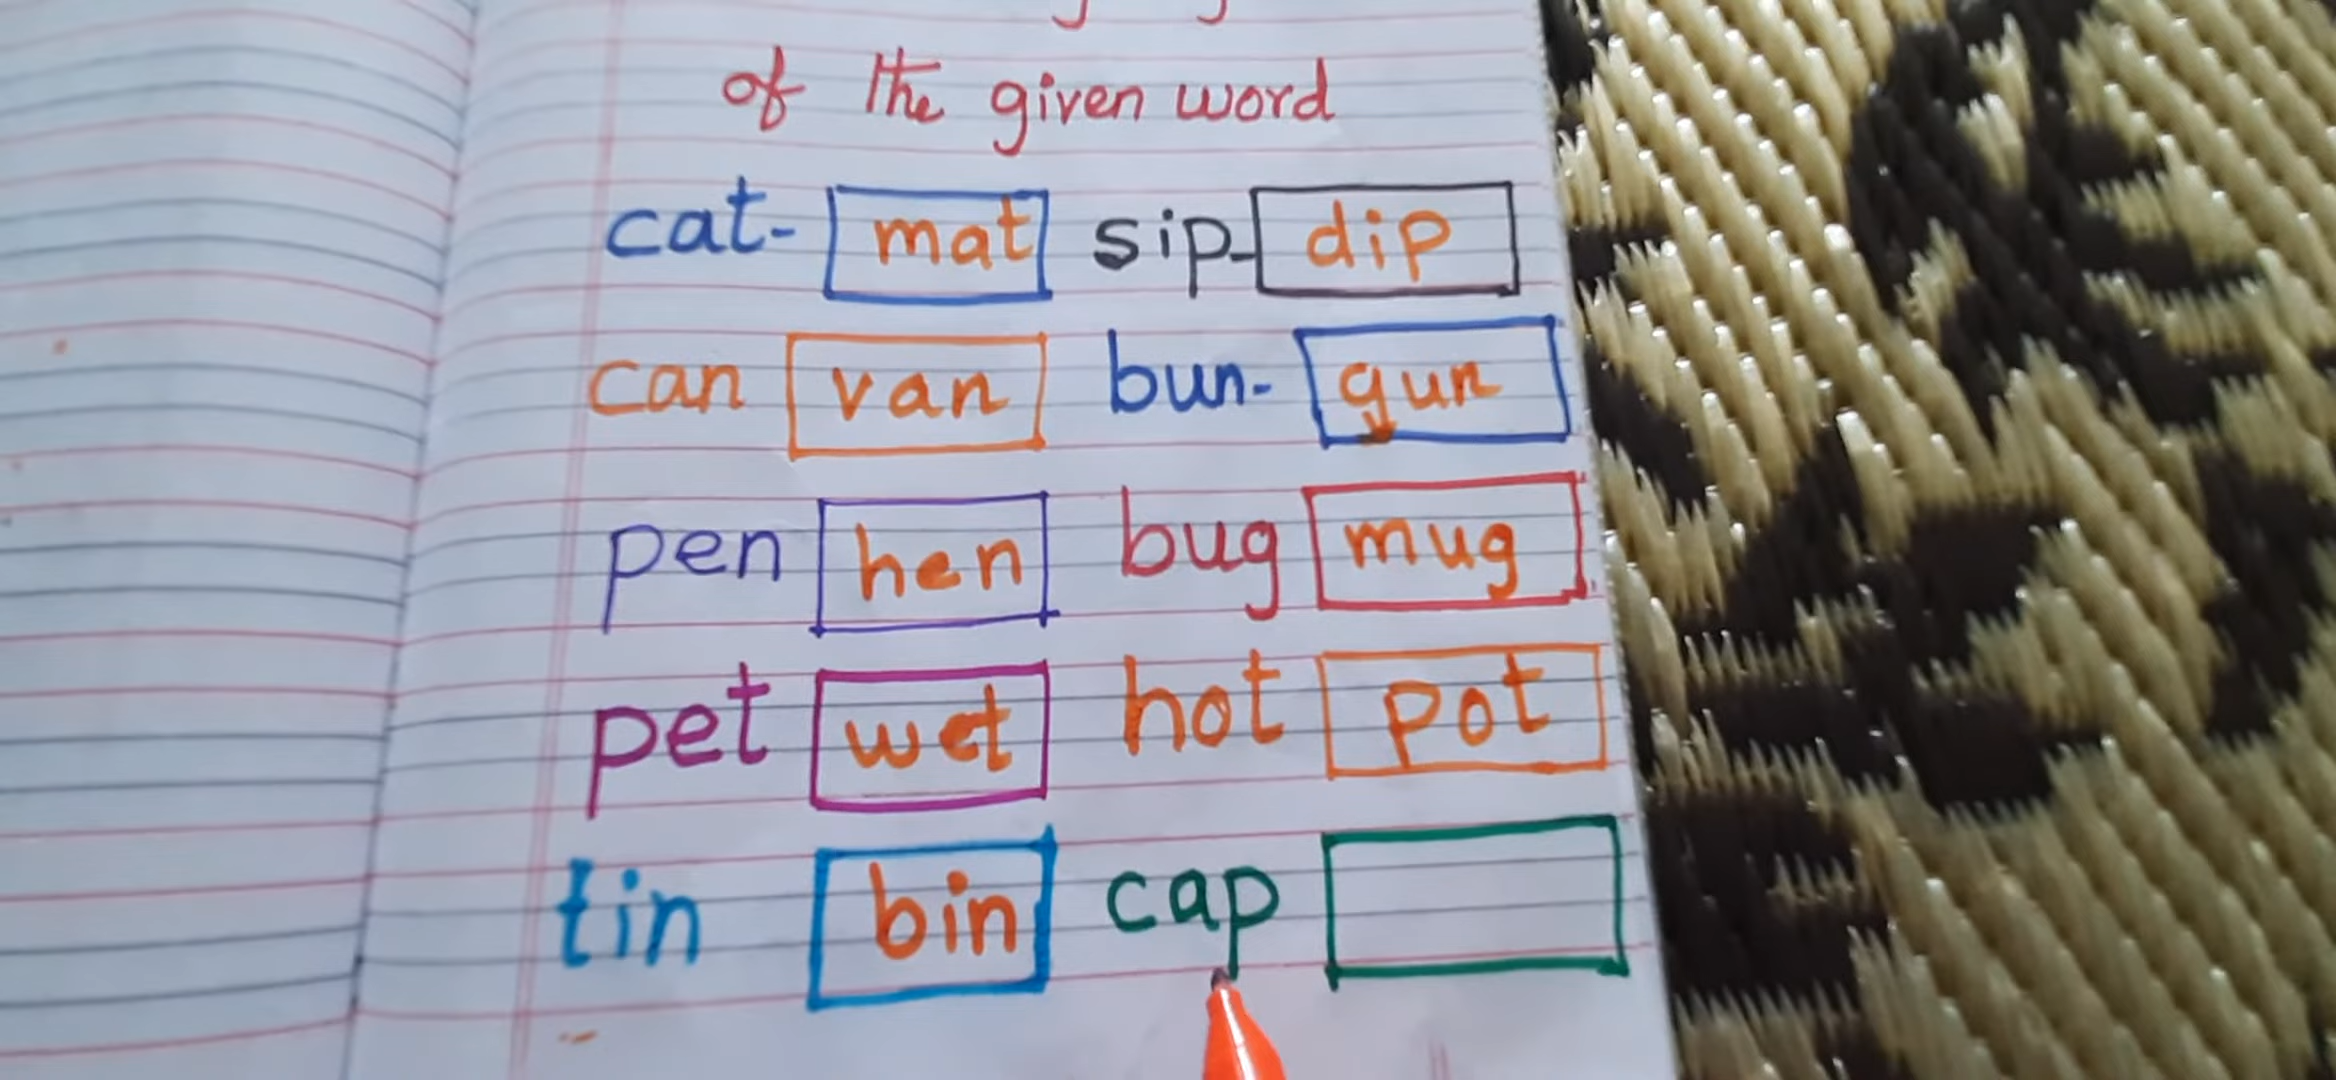 of the given word
cat- mat sip- dip
can van bun- gun
pen hen bug mug
pet wet hot pot
tin bin cap